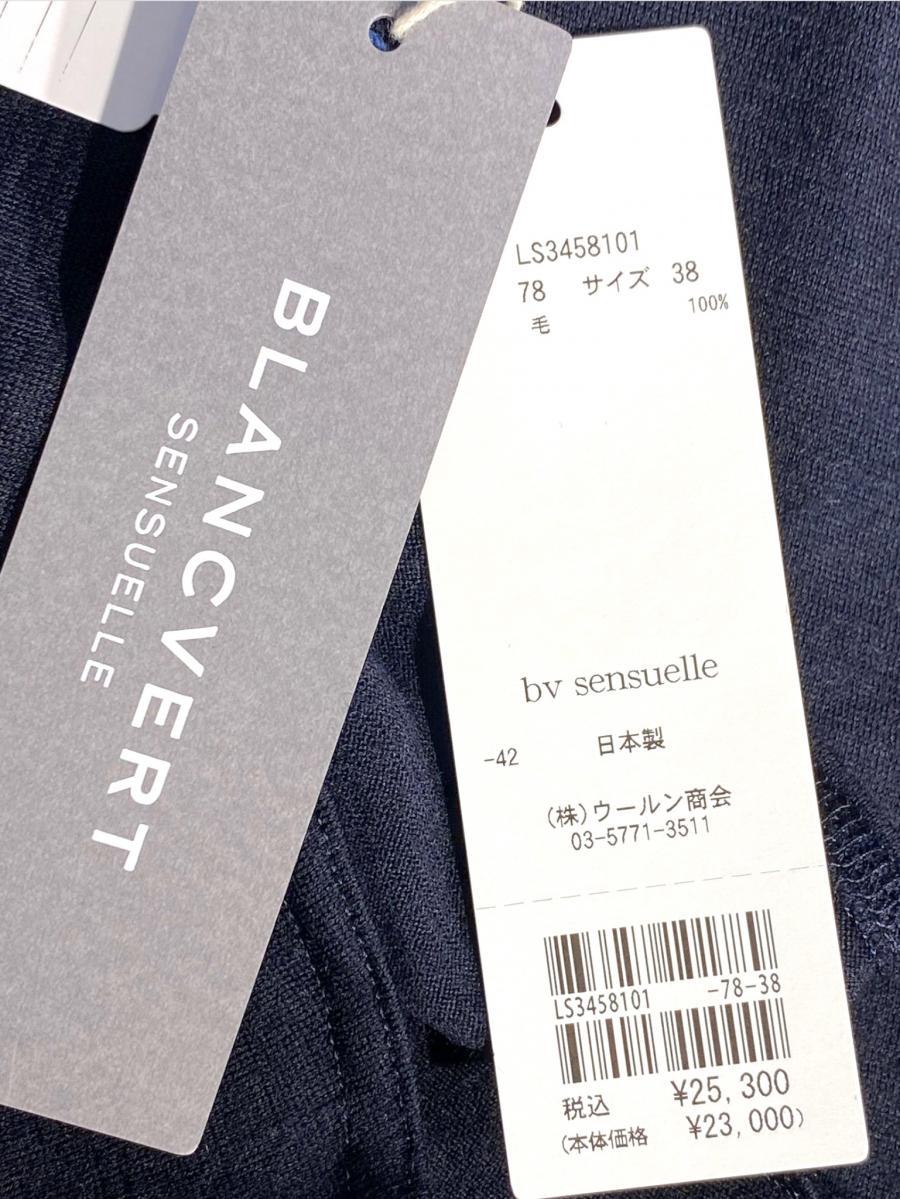 BLANCVERT
SENSUELLE
LS3458101
78 サイズ 38
毛 100%
bv sensuelle
-42 日本製
(株)ウールン商会
03-5771-3511
LS3458101 -78-38
税込 ¥25,300
(本体価格 ¥23,000)